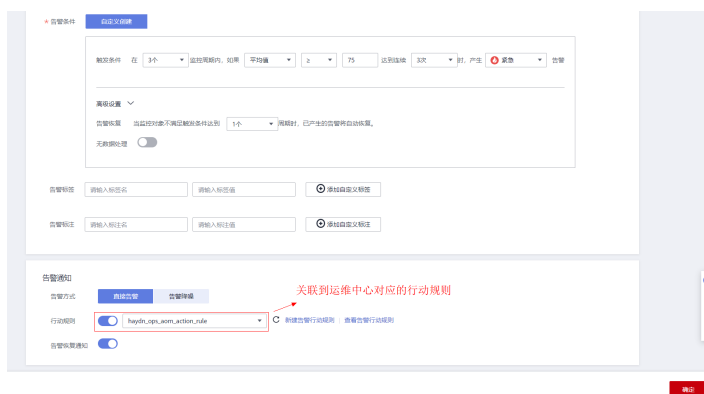 * 告警条件 自定义创建
触发条件 在 3个 监控周期内，如果 平均值 ≥ 75 达到连续 3次 时，产生 紧急 告警
高级设置
告警恢复 当监控对象不满足触发条件达到 1个 周期时，已产生的告警将自动恢复。
无数据处理
告警标签 请输入标签名 请输入标签值 添加自定义标签
告警标注 请输入标注名 请输入标注值 添加自定义标注
告警通知
关联到运维中心对应的行动规则
告警方式 直接告警 告警降噪
行动规则 haydn_ops_aom_action_rule 新建告警行动规则 查看告警行动规则
告警恢复通知
确定